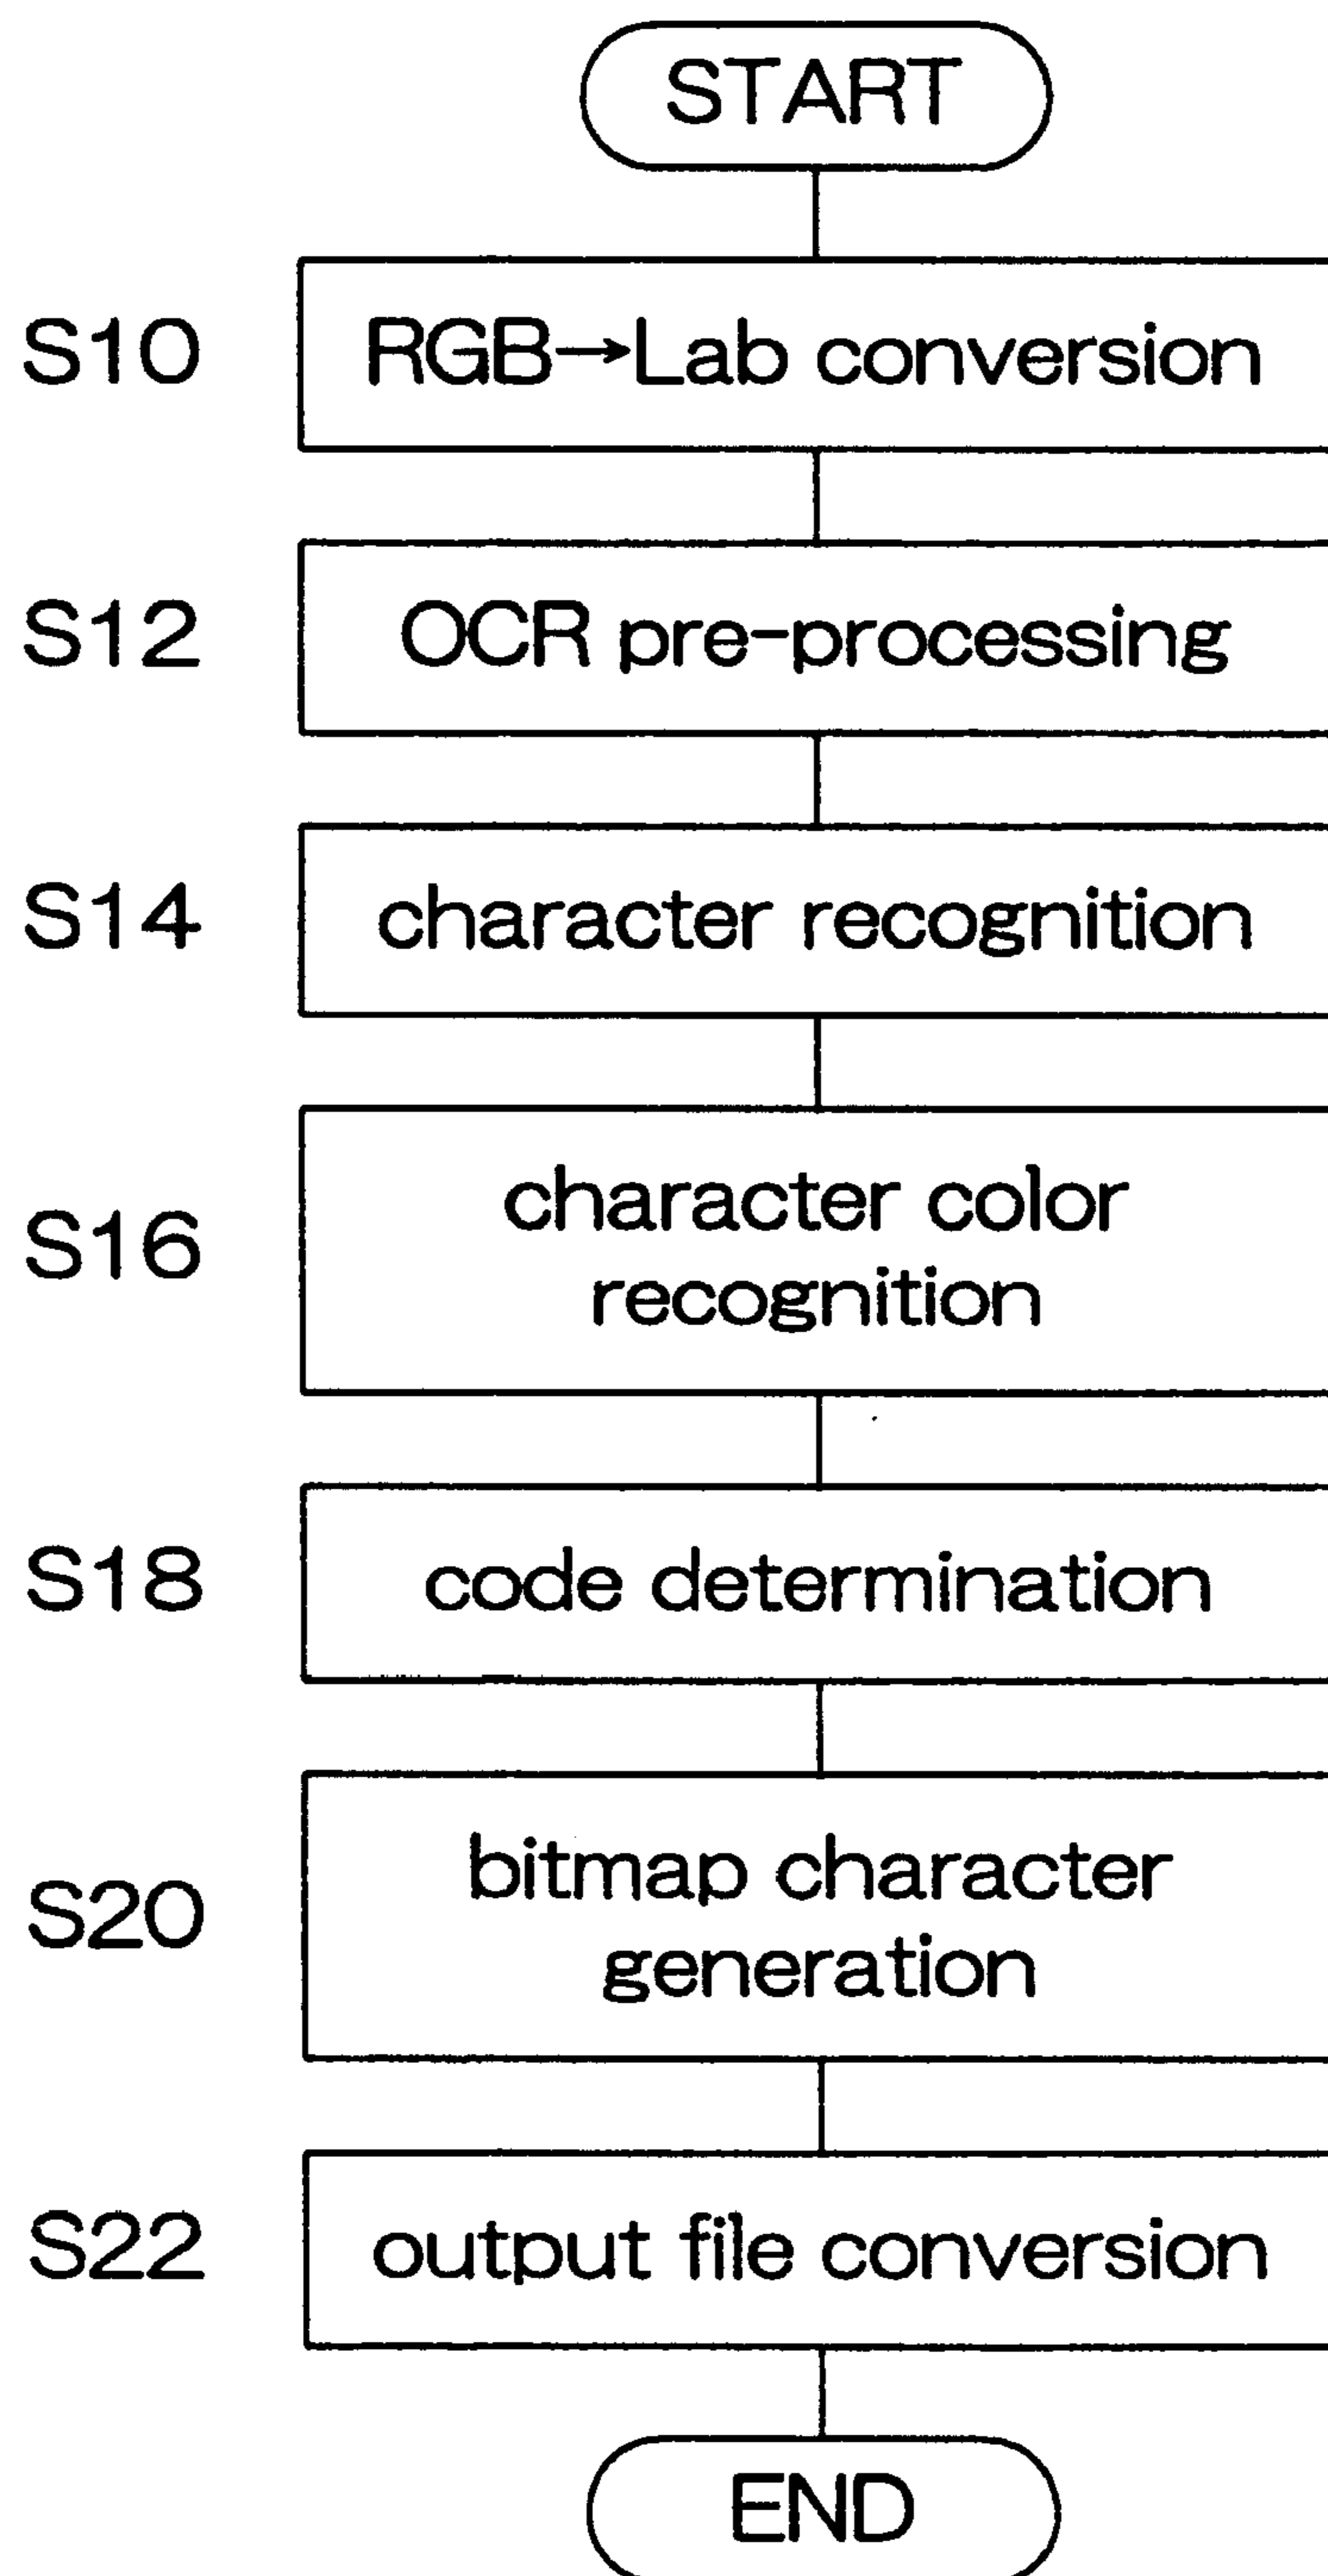 START
S10
RGB→Lab conversion
S12
OCR pre-processing
S14
character recognition
S16
character color
recognition
S18
code determination
S20
bitmap character
generation
S22
output file conversion
END